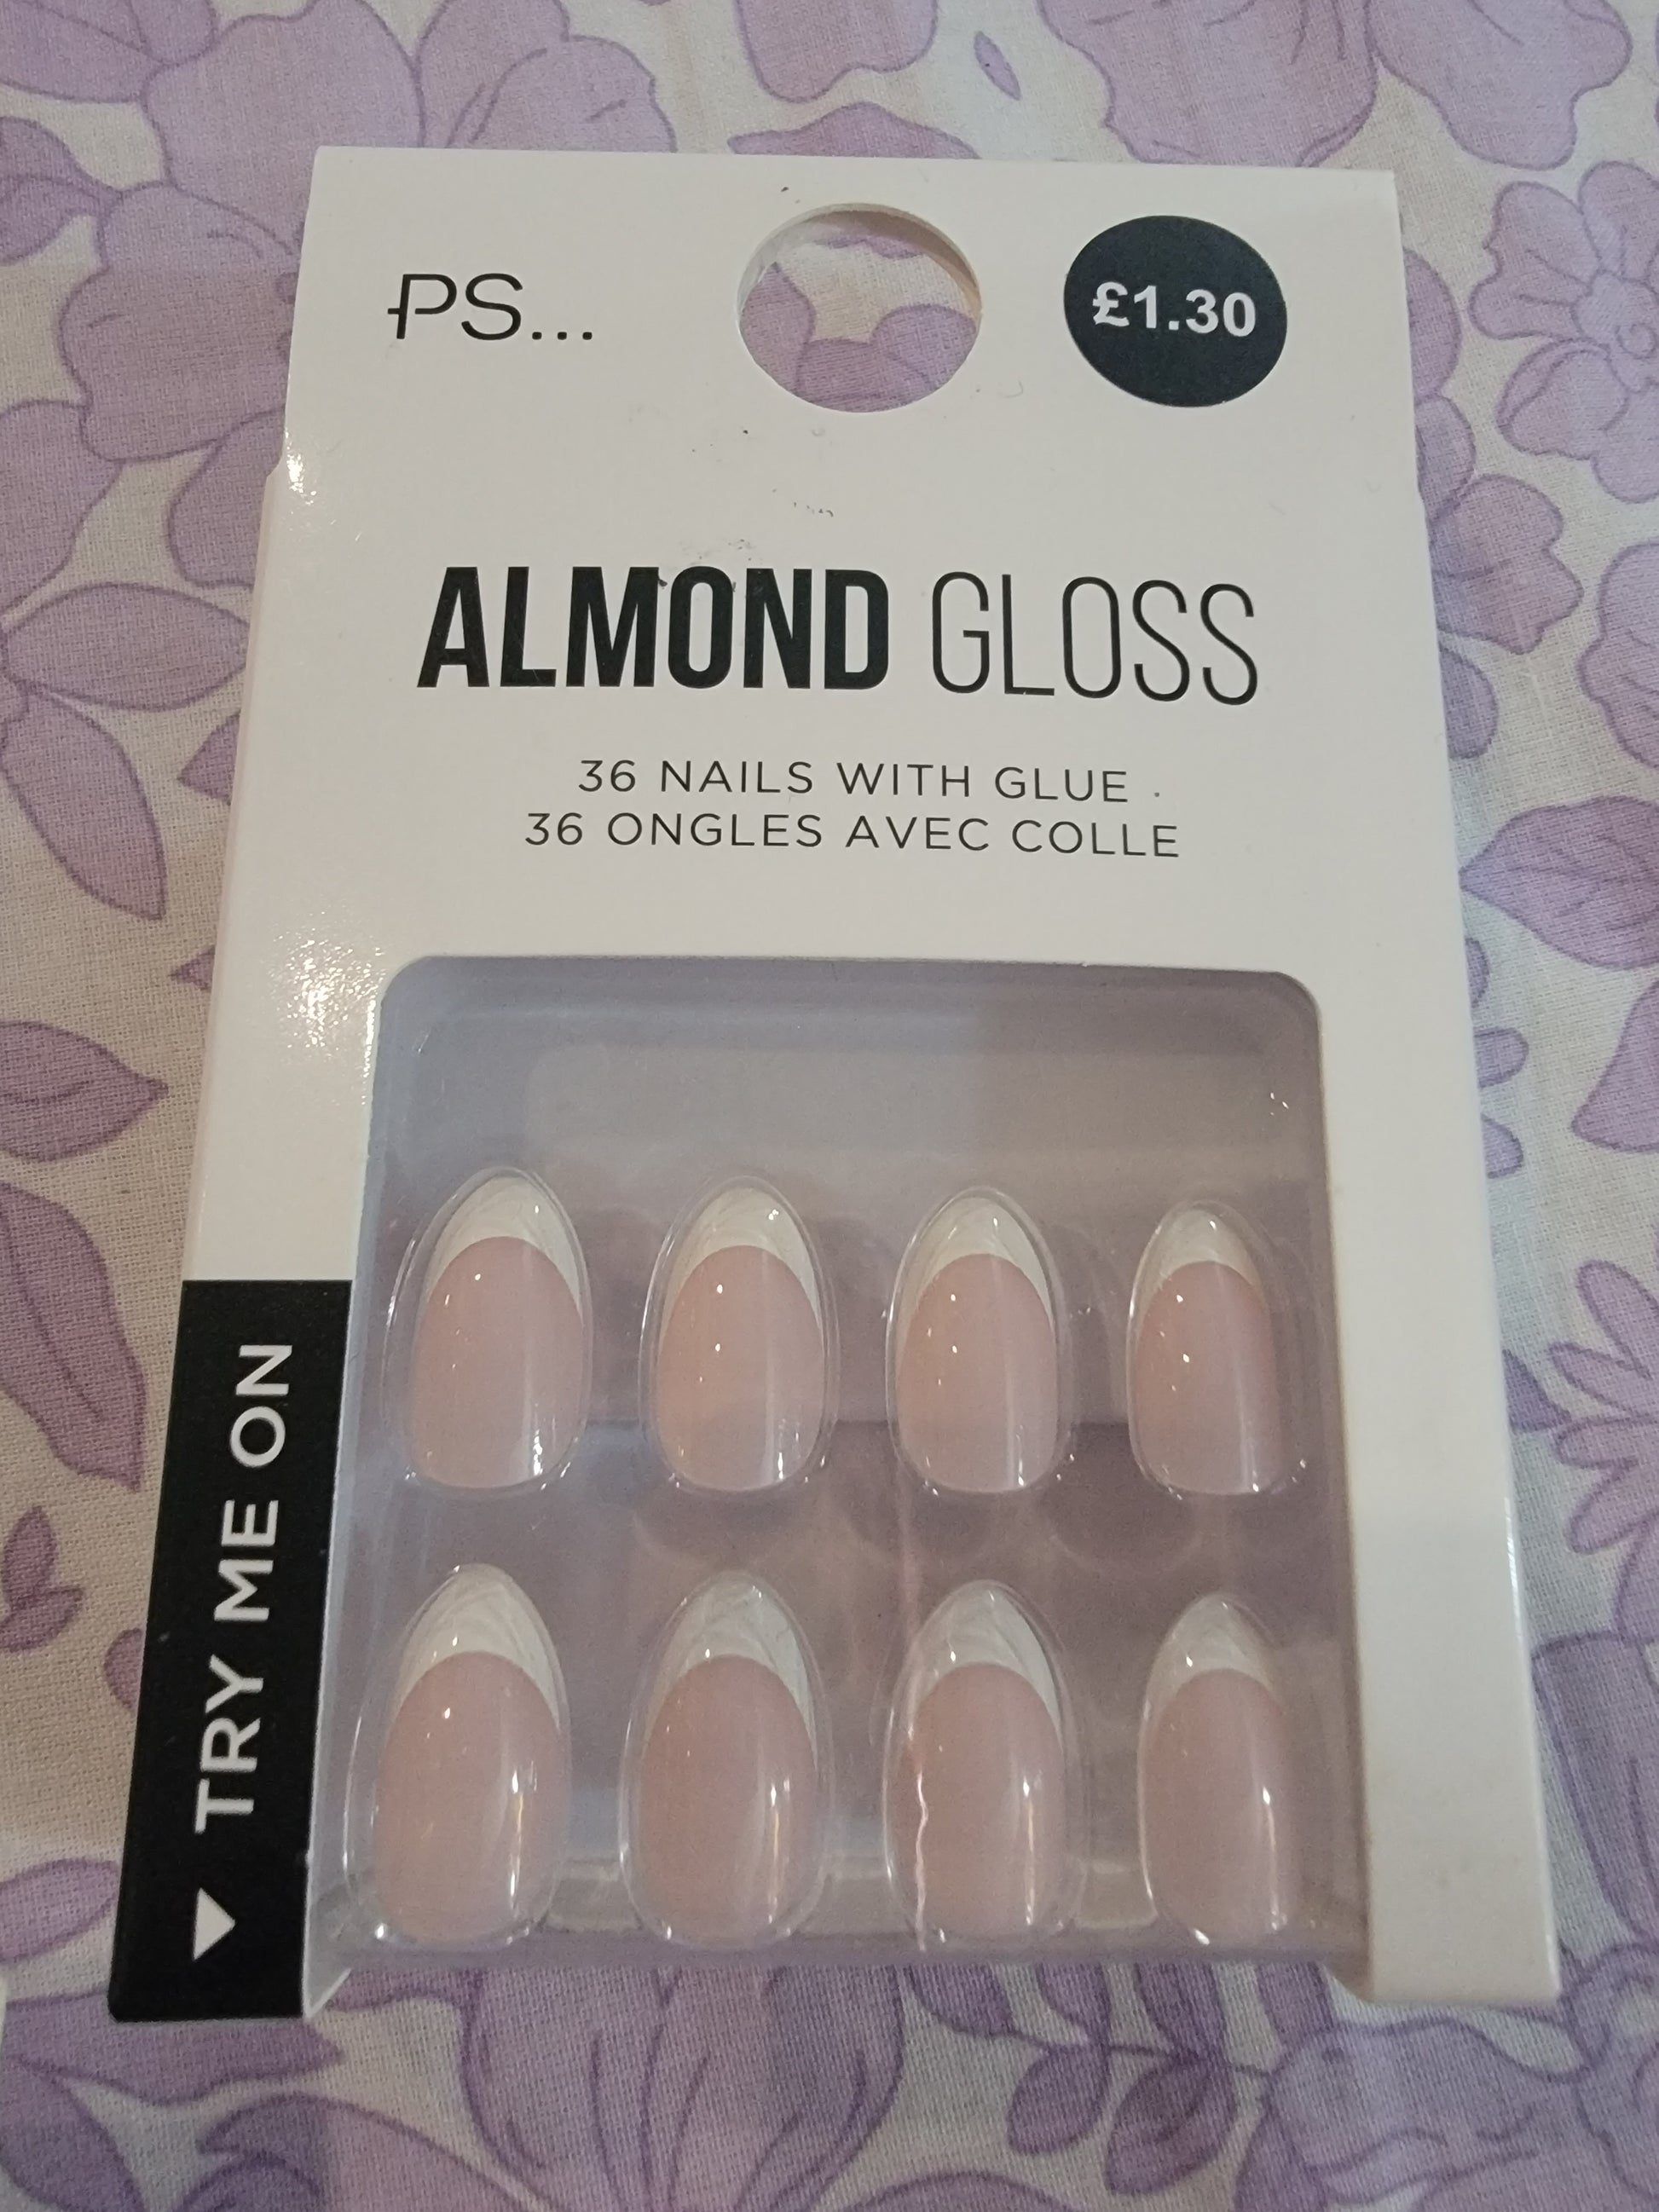 PS...
£1.30
ALMOND GLOSS
36 NAILS WITH GLUE ·
36 ONGLES AVEC COLLE
TRY ME ON